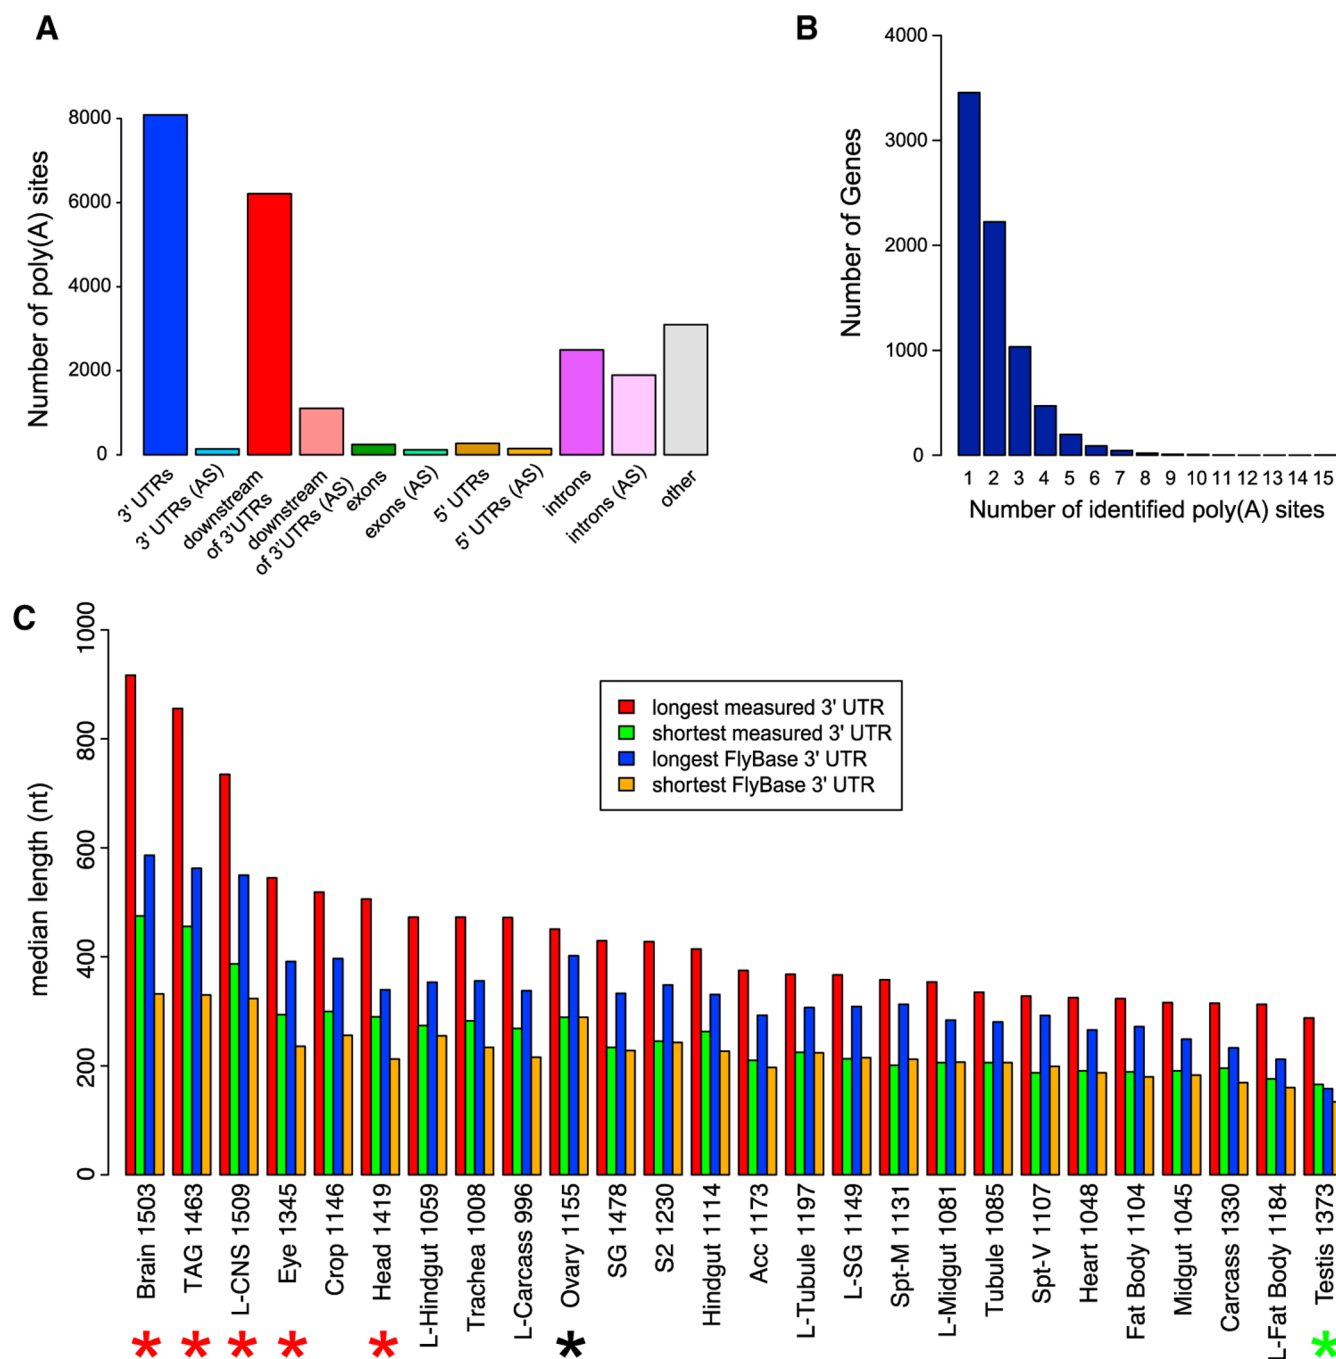 A
8000
6000
4000
2000
0
Number of poly(A) sites
3' UTRs
3' UTRs (AS)
downstream
of 3'UTRs
downstream
of 3'UTRs (AS)
exons
exons (AS)
5' UTRs
5' UTRs (AS)
introns
introns (AS)
other
B
4000
3000
2000
1000
0
Number of Genes
1 2 3 4 5 6 7 8 9 10 11 12 13 14 15
Number of identified poly(A) sites
C
1000
800
600
400
200
0
median length (nt)
longest measured 3' UTR
shortest measured 3' UTR
longest FlyBase 3' UTR
shortest FlyBase 3' UTR
Brain 1503
TAG 1463
L-CNS 1509
Eye 1345
Crop 1146
Head 1419
L-Hindgut 1059
Trachea 1008
L-Carcass 996
Ovary 1155
SG 1478
S2 1230
Hindgut 1114
Acc 1173
L-Tubule 1197
L-SG 1149
Spt-M 1131
L-Midgut 1081
Tubule 1085
Spt-V 1107
Heart 1048
Fat Body 1104
Midgut 1045
Carcass 1330
L-Fat Body 1184
Testis 1373
* * * * * * *